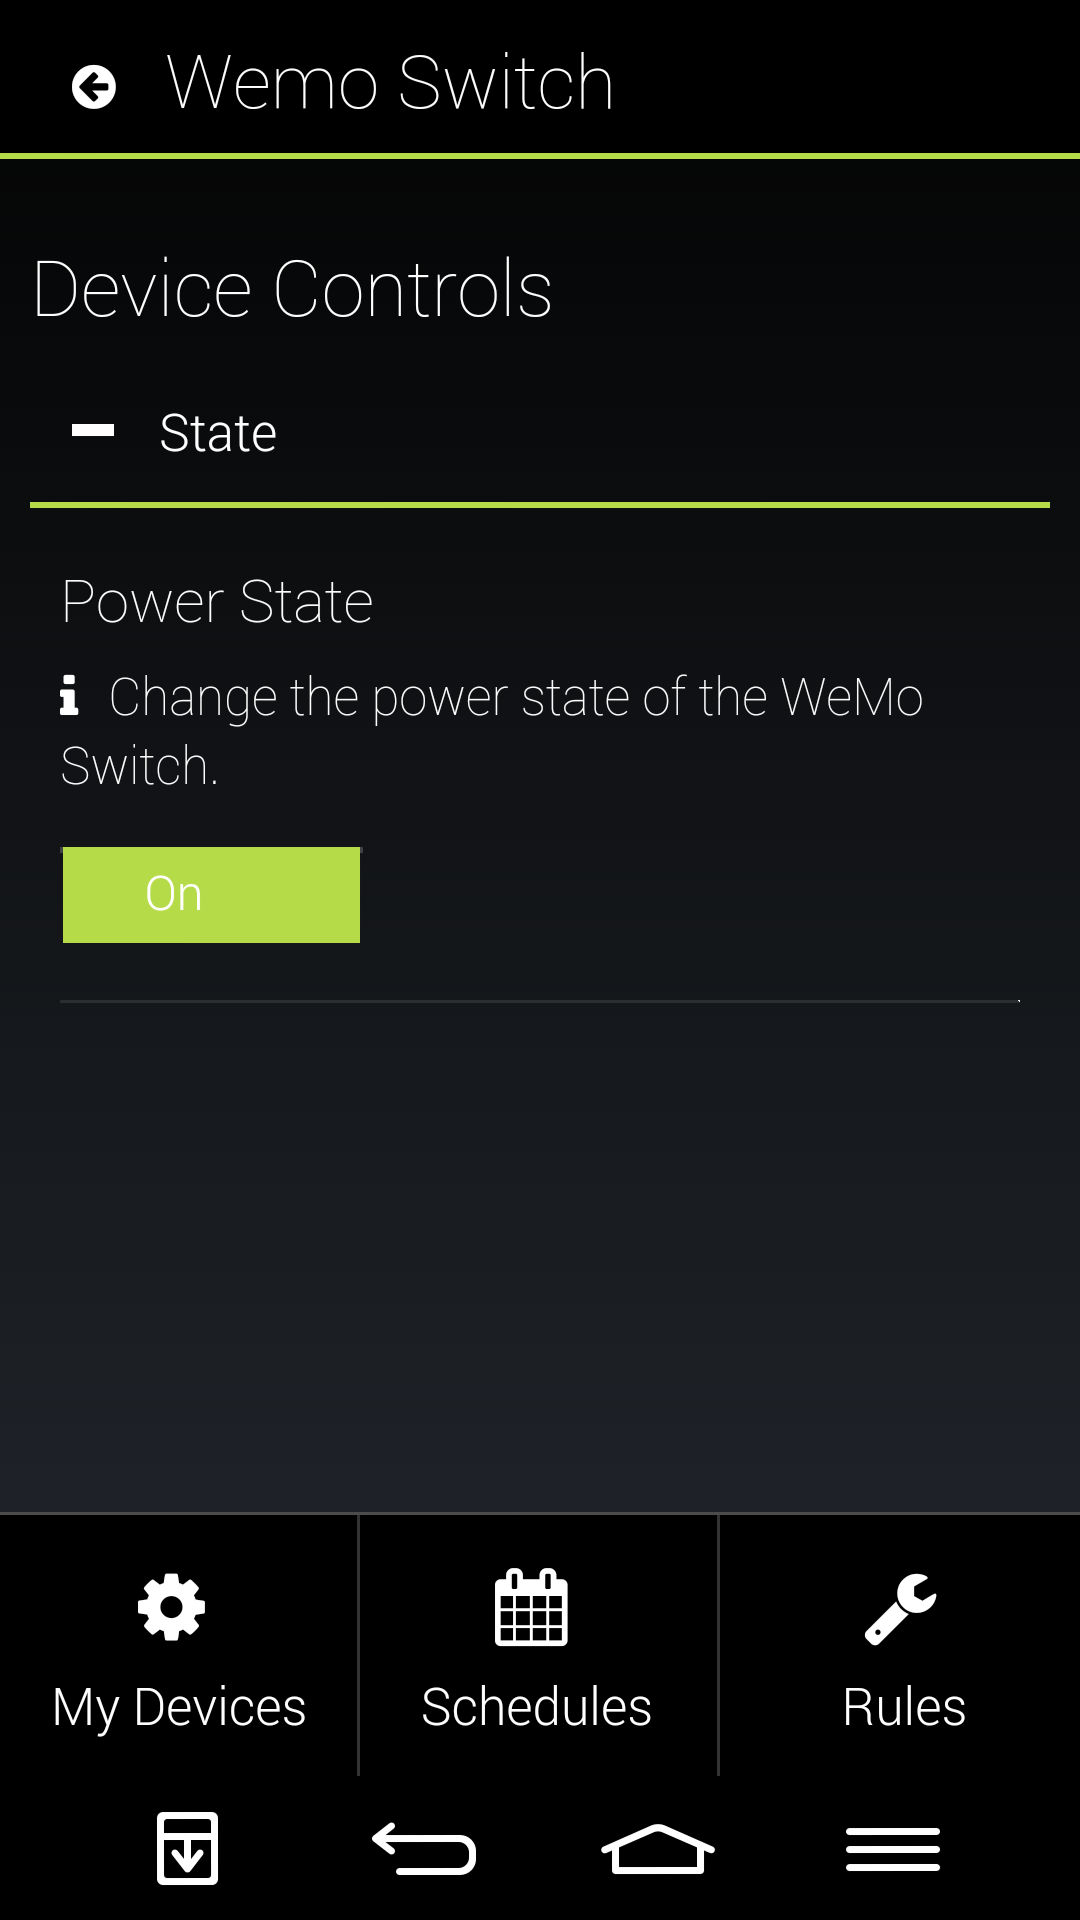 Wemo Switch
Device Controls
State
Power State
Change the power state of the WeMo
Switch.
On
My Devices
Schedules
Rules